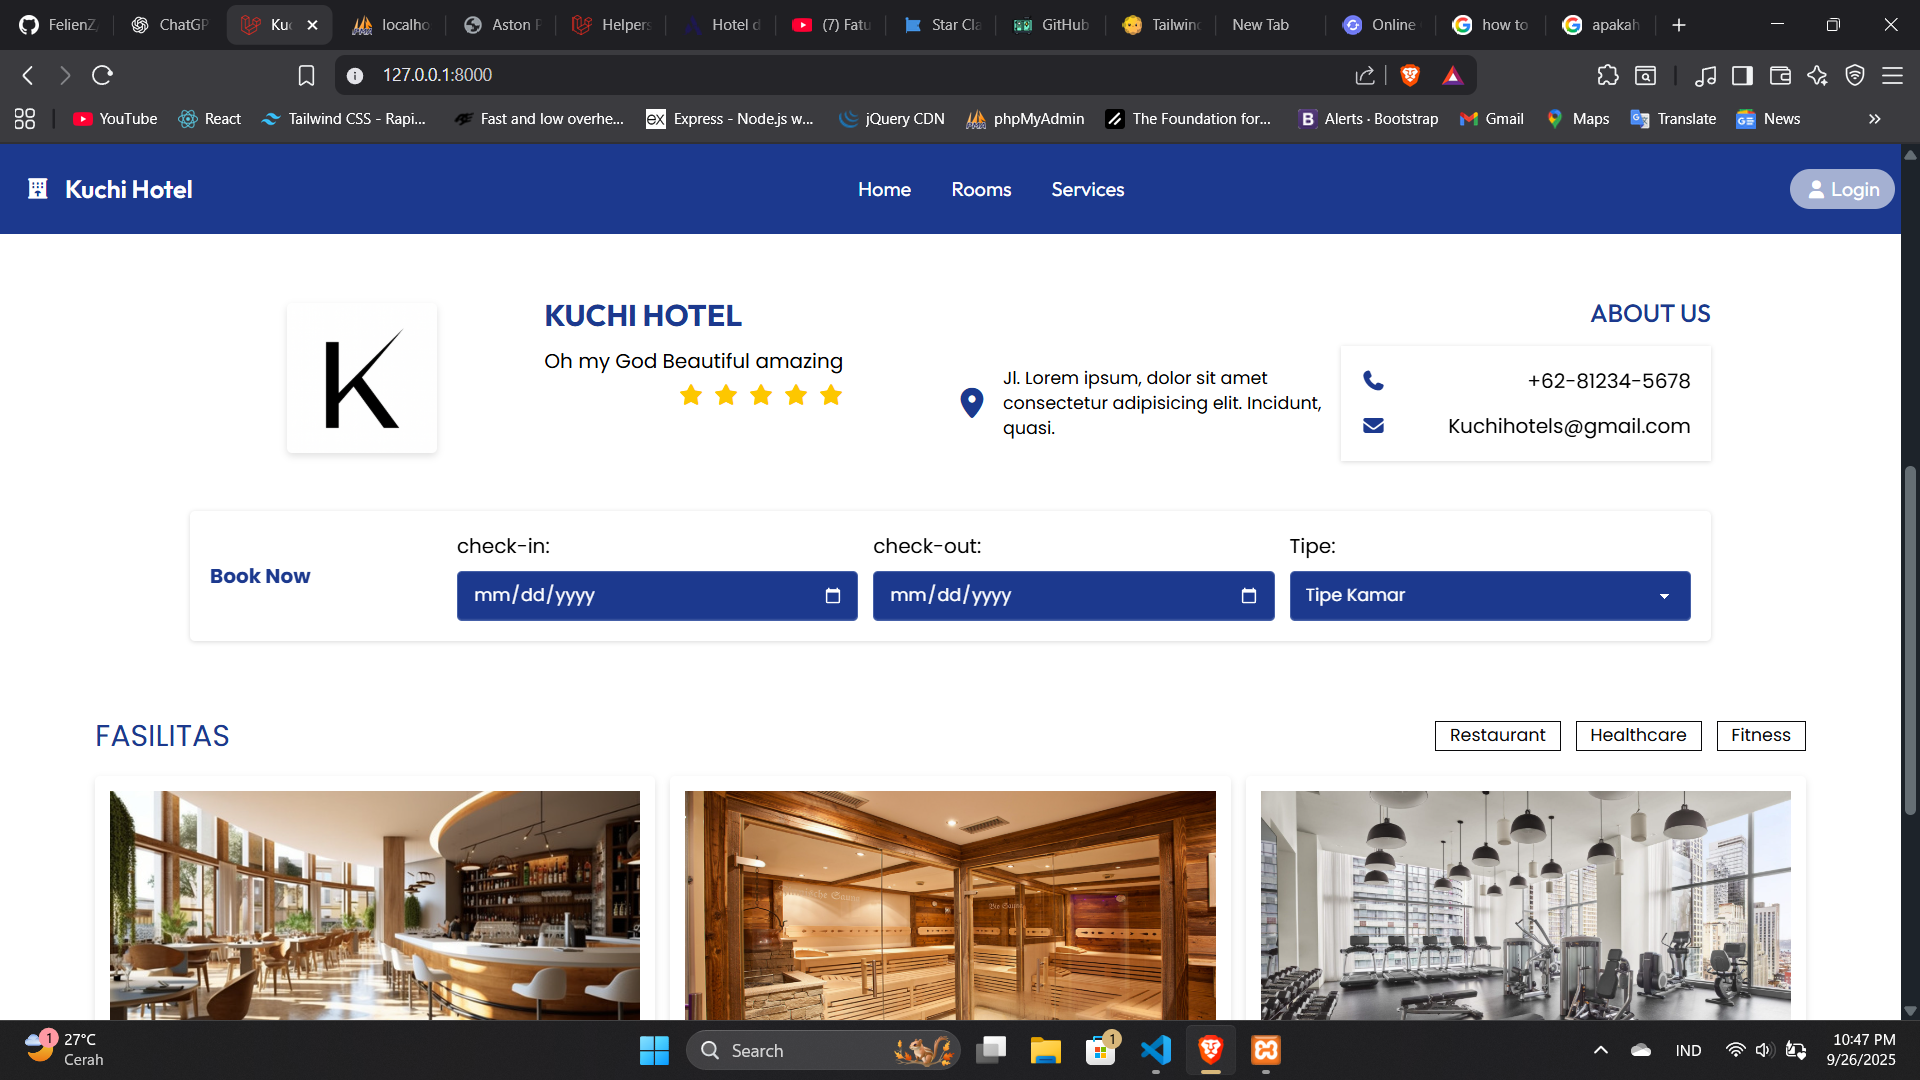 FelienZ
ChatGP
Kuc
localho
Aston P
Helpers
Hotel d
(7) Fatu
Star Cla
GitHub
Tailwind
New Tab
Online
how to
apakah
127.0.0.1:8000
YouTube
React
Tailwind CSS - Rapi...
Fast and low overhe...
ex Express - Node.js w...
jQuery CDN
phpMyAdmin
The Foundation for...
B Alerts · Bootstrap
Gmail
Maps
Translate
News
Kuchi Hotel
Home
Rooms
Services
Login
K
KUCHI HOTEL
Oh my God Beautiful amazing
Jl. Lorem ipsum, dolor sit amet
consectetur adipisicing elit. Incidunt,
quasi.
ABOUT US
+62-81234-5678
Kuchihotels@gmail.com
Book Now
check-in:
mm/dd/yyyy
check-out:
mm/dd/yyyy
Tipe:
Tipe Kamar
FASILITAS
Restaurant
Healthcare
Fitness
1
27°C
Cerah
Search
1
IND
10:47 PM
9/26/2025